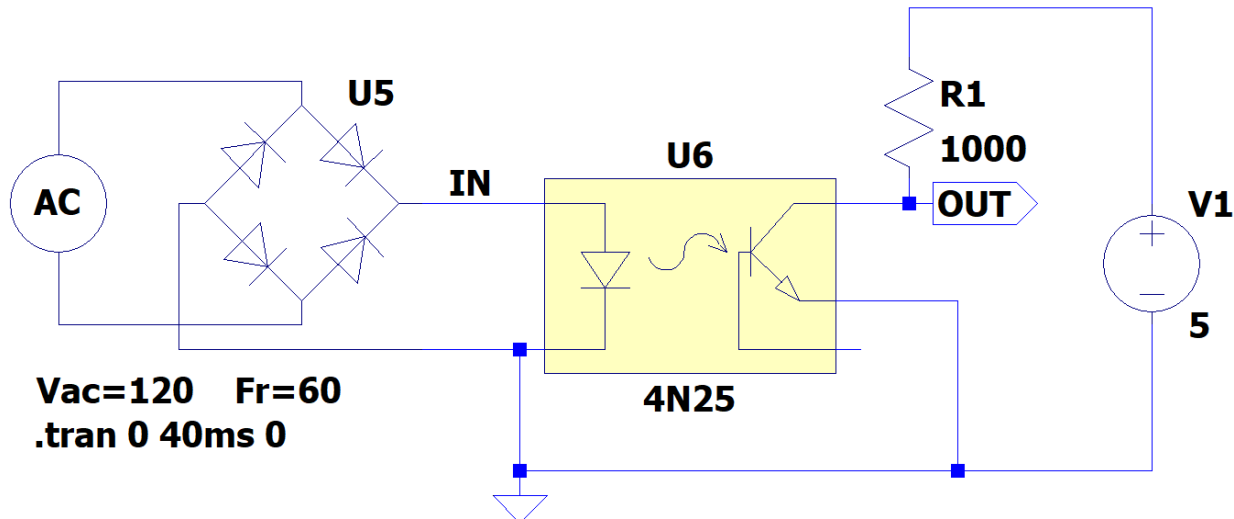 U5
R1
1000
U6
AC
IN
OUT
V1
5
4N25
Vac=120 Fr=60
.tran 0 40ms 0